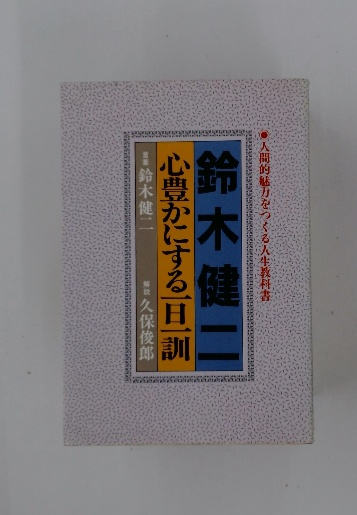 ●人間的魅力をつくる人生教科書
鈴木健二
心豊かにする一日一訓
言葉 鈴木健二
解説 久保俊郎